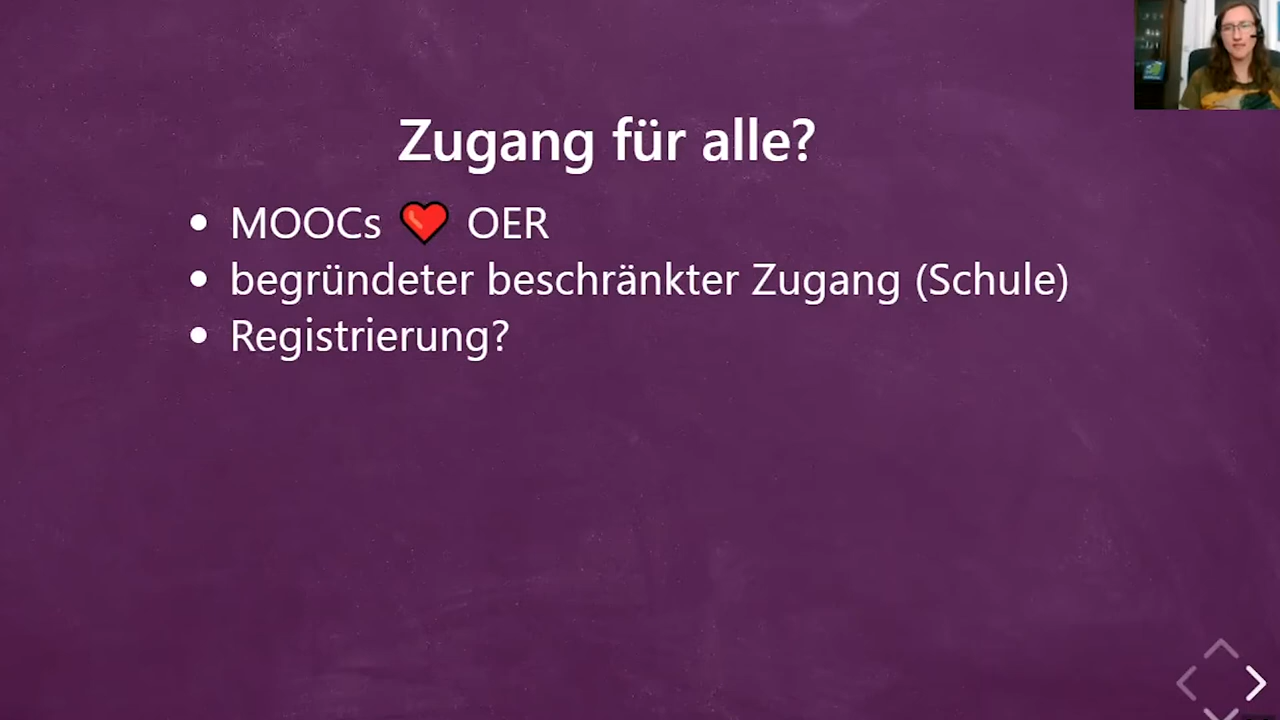 Zugang für alle?
MOOCs ❤️ OER
begründeter beschränkter Zugang (Schule)
Registrierung?